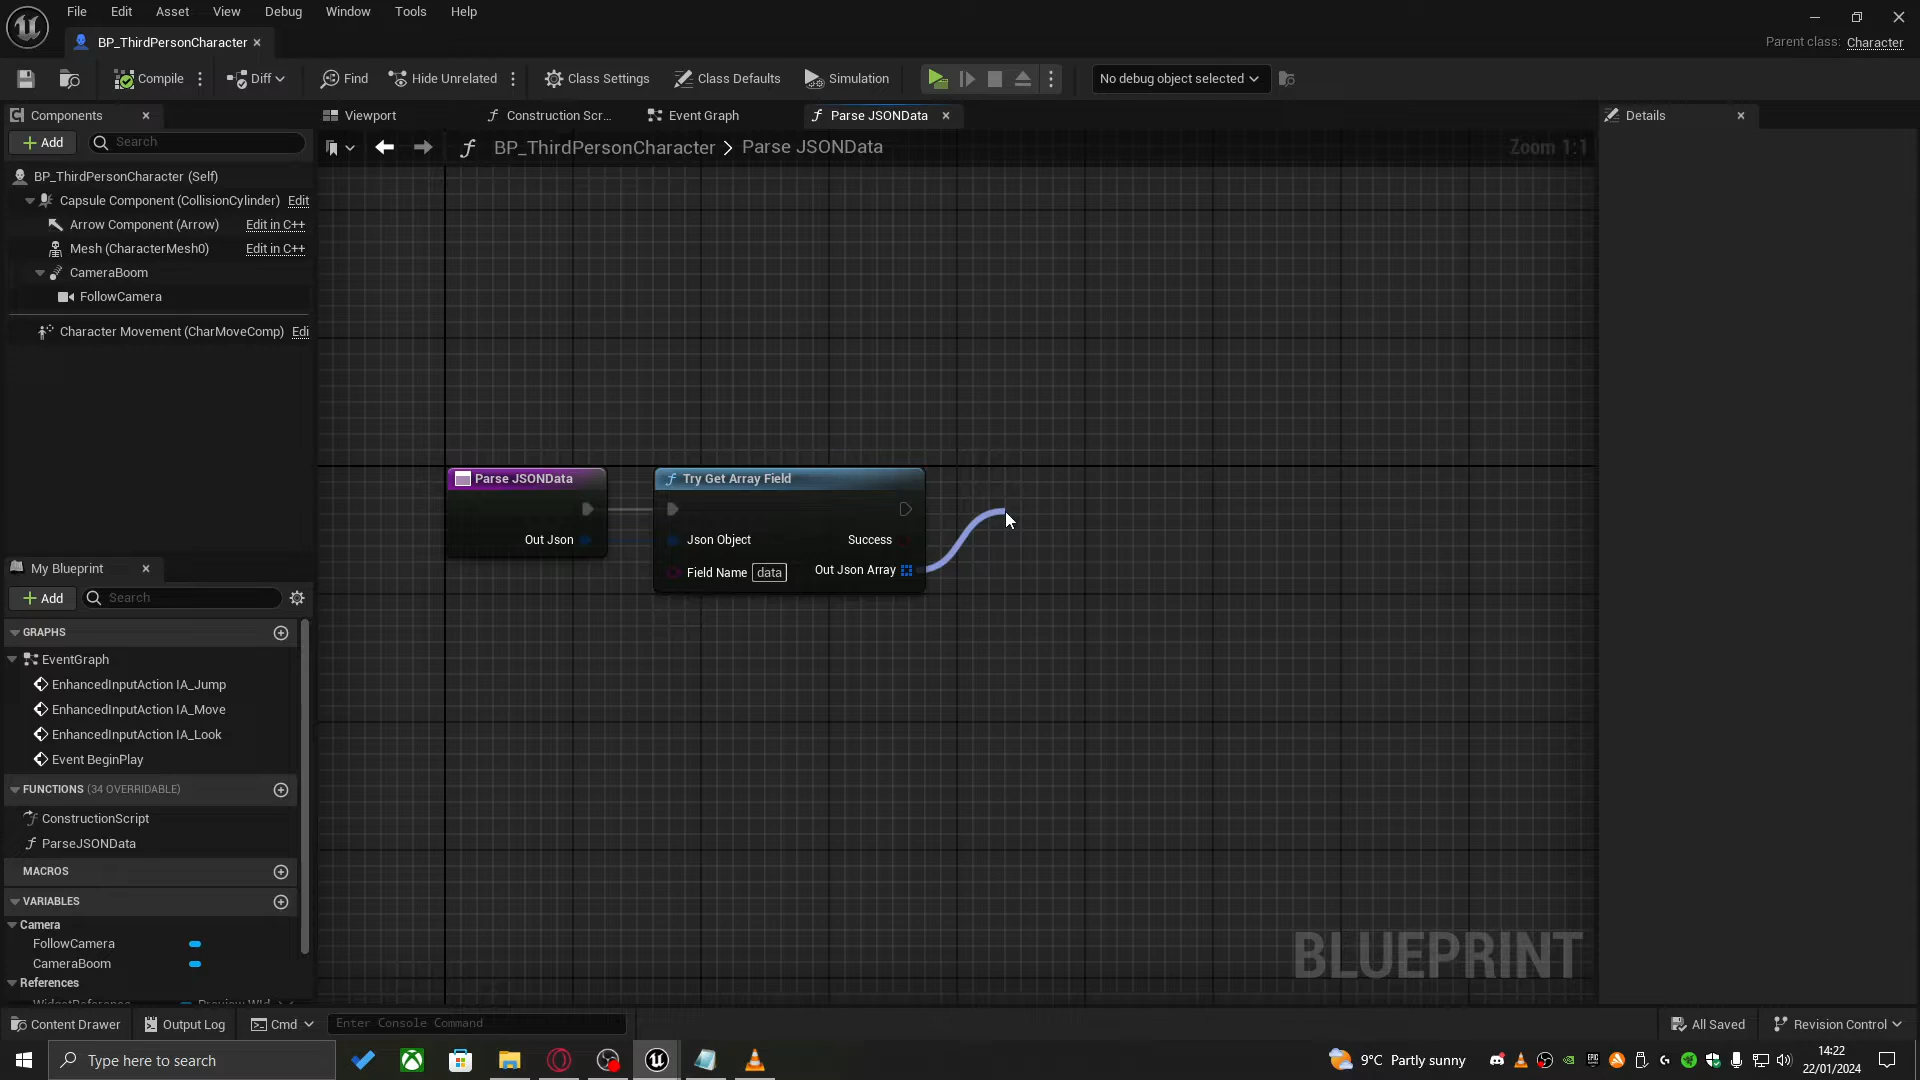 File Edit Asset View Debug Window Tools Help
BP_ThirdPersonCharacter
Parent class: Character
Compile Diff Find Hide Unrelated Class Settings Class Defaults Simulation No debug object selected
Components
Viewport Construction Scr... Event Graph Parse JSONData Details
Add Search
BP_ThirdPersonCharacter > Parse JSONData Zoom 1:1
BP_ThirdPersonCharacter (Self)
Capsule Component (CollisionCylinder) Edit
Arrow Component (Arrow) Edit in C++
Mesh (CharacterMesh0) Edit in C++
CameraBoom
FollowCamera
Character Movement (CharMoveComp) Edi
Parse JSONData
Out Json
Try Get Array Field
Json Object Success
Field Name data Out Json Array
My Blueprint
Add Search
GRAPHS
EventGraph
EnhancedInputAction IA_Jump
EnhancedInputAction IA_Move
EnhancedInputAction IA_Look
Event BeginPlay
FUNCTIONS (34 OVERRIDABLE)
ConstructionScript
ParseJSONData
MACROS
VARIABLES
Camera
FollowCamera
CameraBoom
References
WidgetReference Preview Wid
BLUEPRINT
Content Drawer Output Log Cmd Enter Console Command All Saved Revision Control
Type here to search 9°C Partly sunny 14:22
22/01/2024